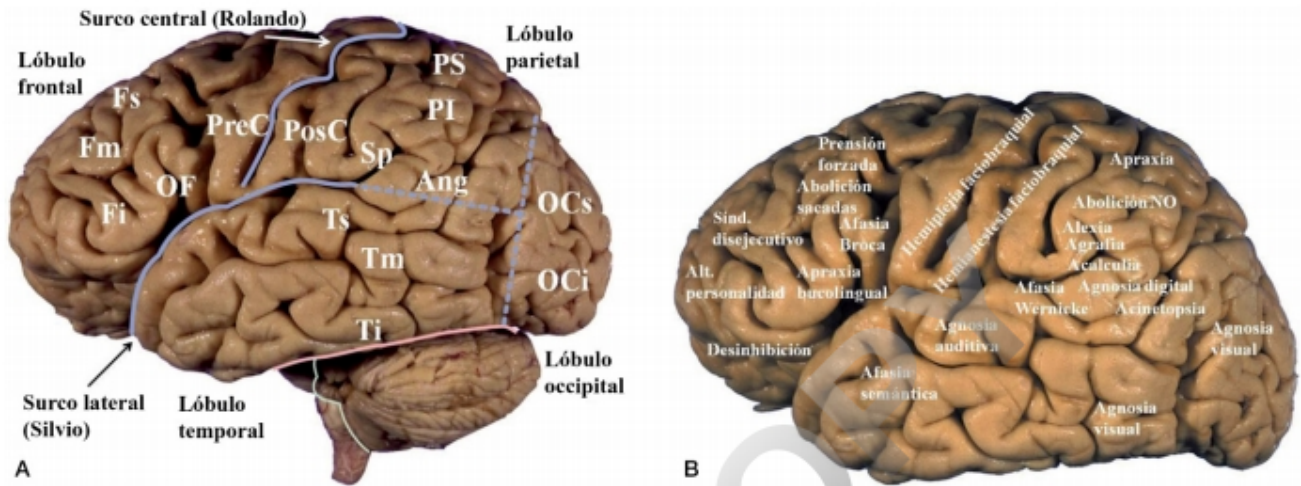 Surco central (Rolando)
Lóbulo
frontal
Lóbulo
parietal
Fs
Fm
Fi
OF
PreC
PosC
PS
PI
Sp
Ang
Ts
Tm
Ti
OCs
OCi
Surco lateral
(Silvio)
Lóbulo
temporal
Lóbulo
occipital
A
Prensión
forzada
Abolición
sacadas
Sínd.
disejecutivo
Afasia
Broca
Alt.
personalidad
Apraxia
bucolingual
Desinhibición
Hemiplejia faciobraquial
Hemianestesia faciobraquial
Apraxia
Abolición NO
Alexia
Agrafia
Acalculia
Agnosia digital
Acinetopsia
Afasia
Wernicke
Agnosia
auditiva
Afasia
semántica
Agnosia
visual
Agnosia
visual
B